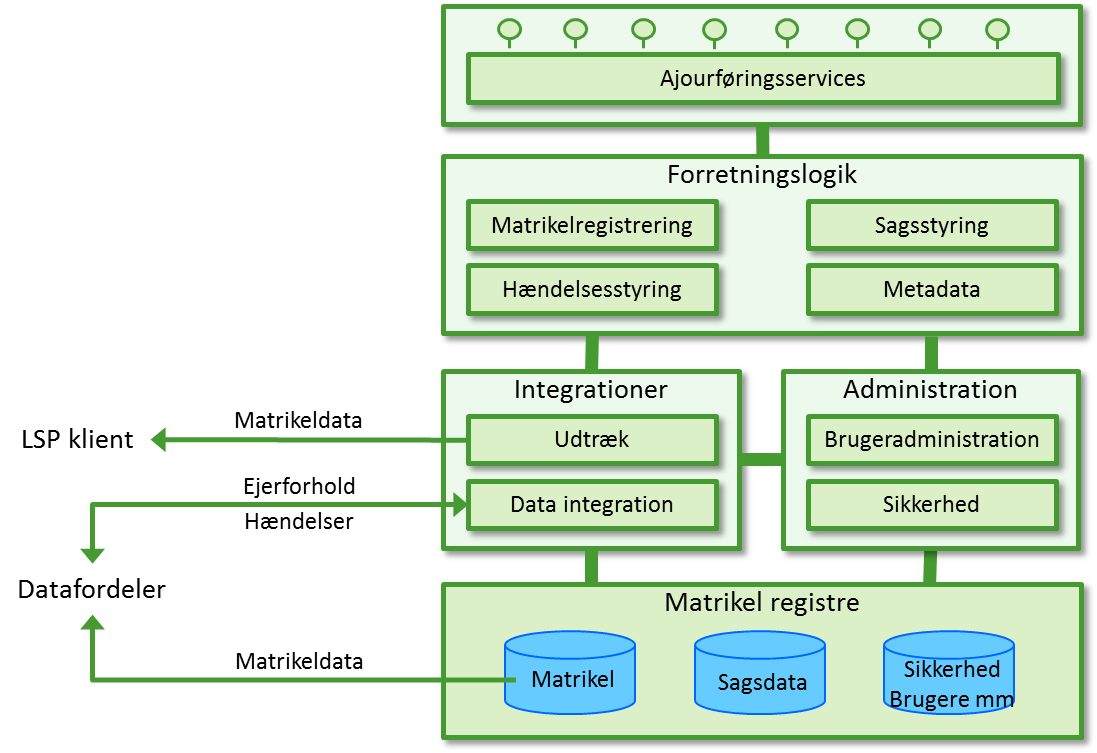 Ajourføringsservices
Forretningslogik
Matrikelregistrering
Sagsstyring
Hændelsesstyring
Metadata
Integrationer
Administration
Matrikeldata
LSP klient
Udtræk
Brugeradministration
Ejerforhold
Data integration
Sikkerhed
Hændelser
Datafordeler
Matrikel registre
Matrikeldata
Matrikel
Sagsdata
Sikkerhed
Brugere mm